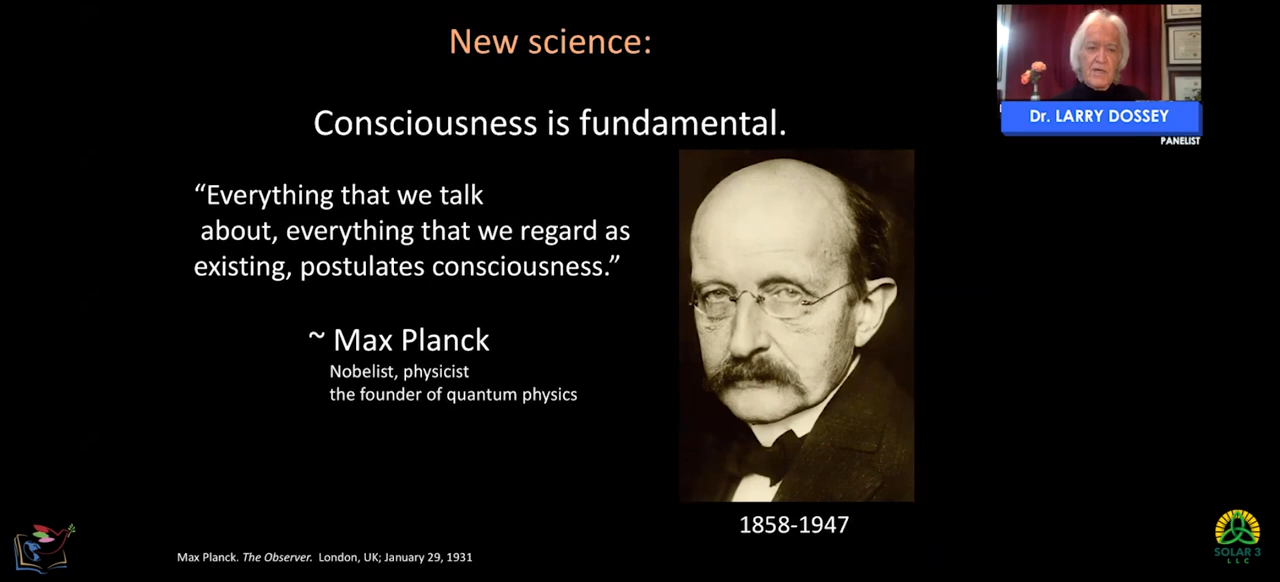 New science:
Consciousness is fundamental.
“Everything that we talk
about, everything that we regard as
existing, postulates consciousness.”
~ Max Planck
Nobelist, physicist
the founder of quantum physics
1858-1947
Max Planck. The Observer. London, UK; January 29, 1931
Dr. LARRY DOSSEY
PANELIST
SOLAR 3
LLC